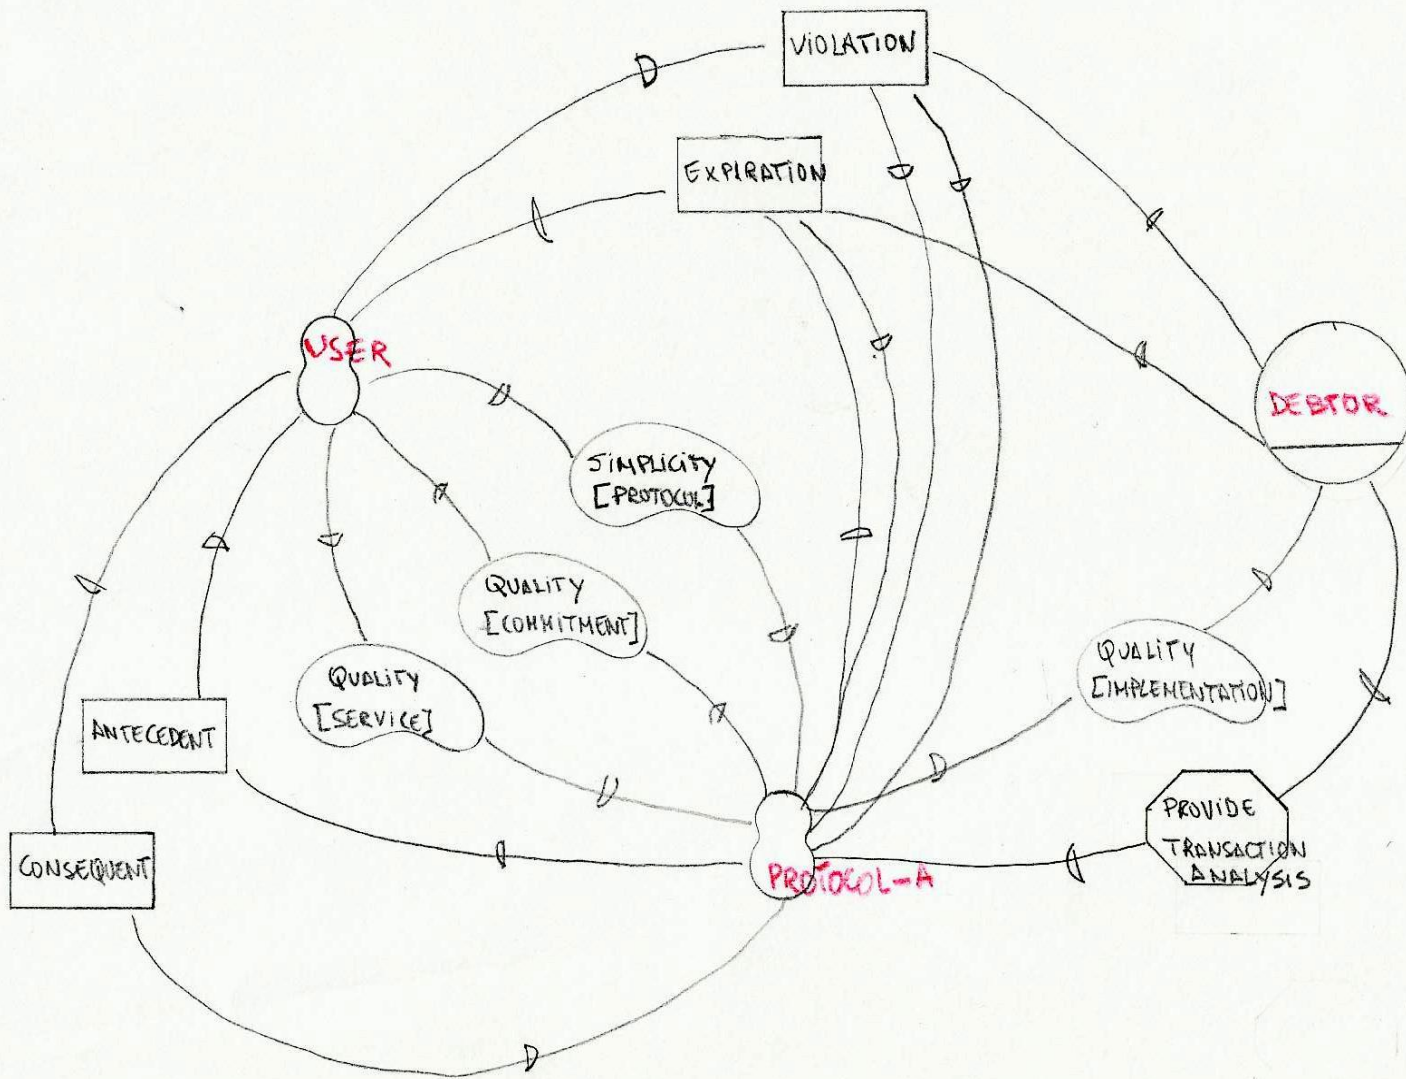 VIOLATION
EXPIRATION
USER
DEBTOR
SIMPLICITY
[PROTOCOL]
QUALITY
[COMMITMENT]
QUALITY
[SERVICE]
QUALITY
[IMPLEMENTATION]
ANTECEDENT
CONSEQUENT
PROTOCOL-A
PROVIDE
TRANSACTION
ANALYSIS